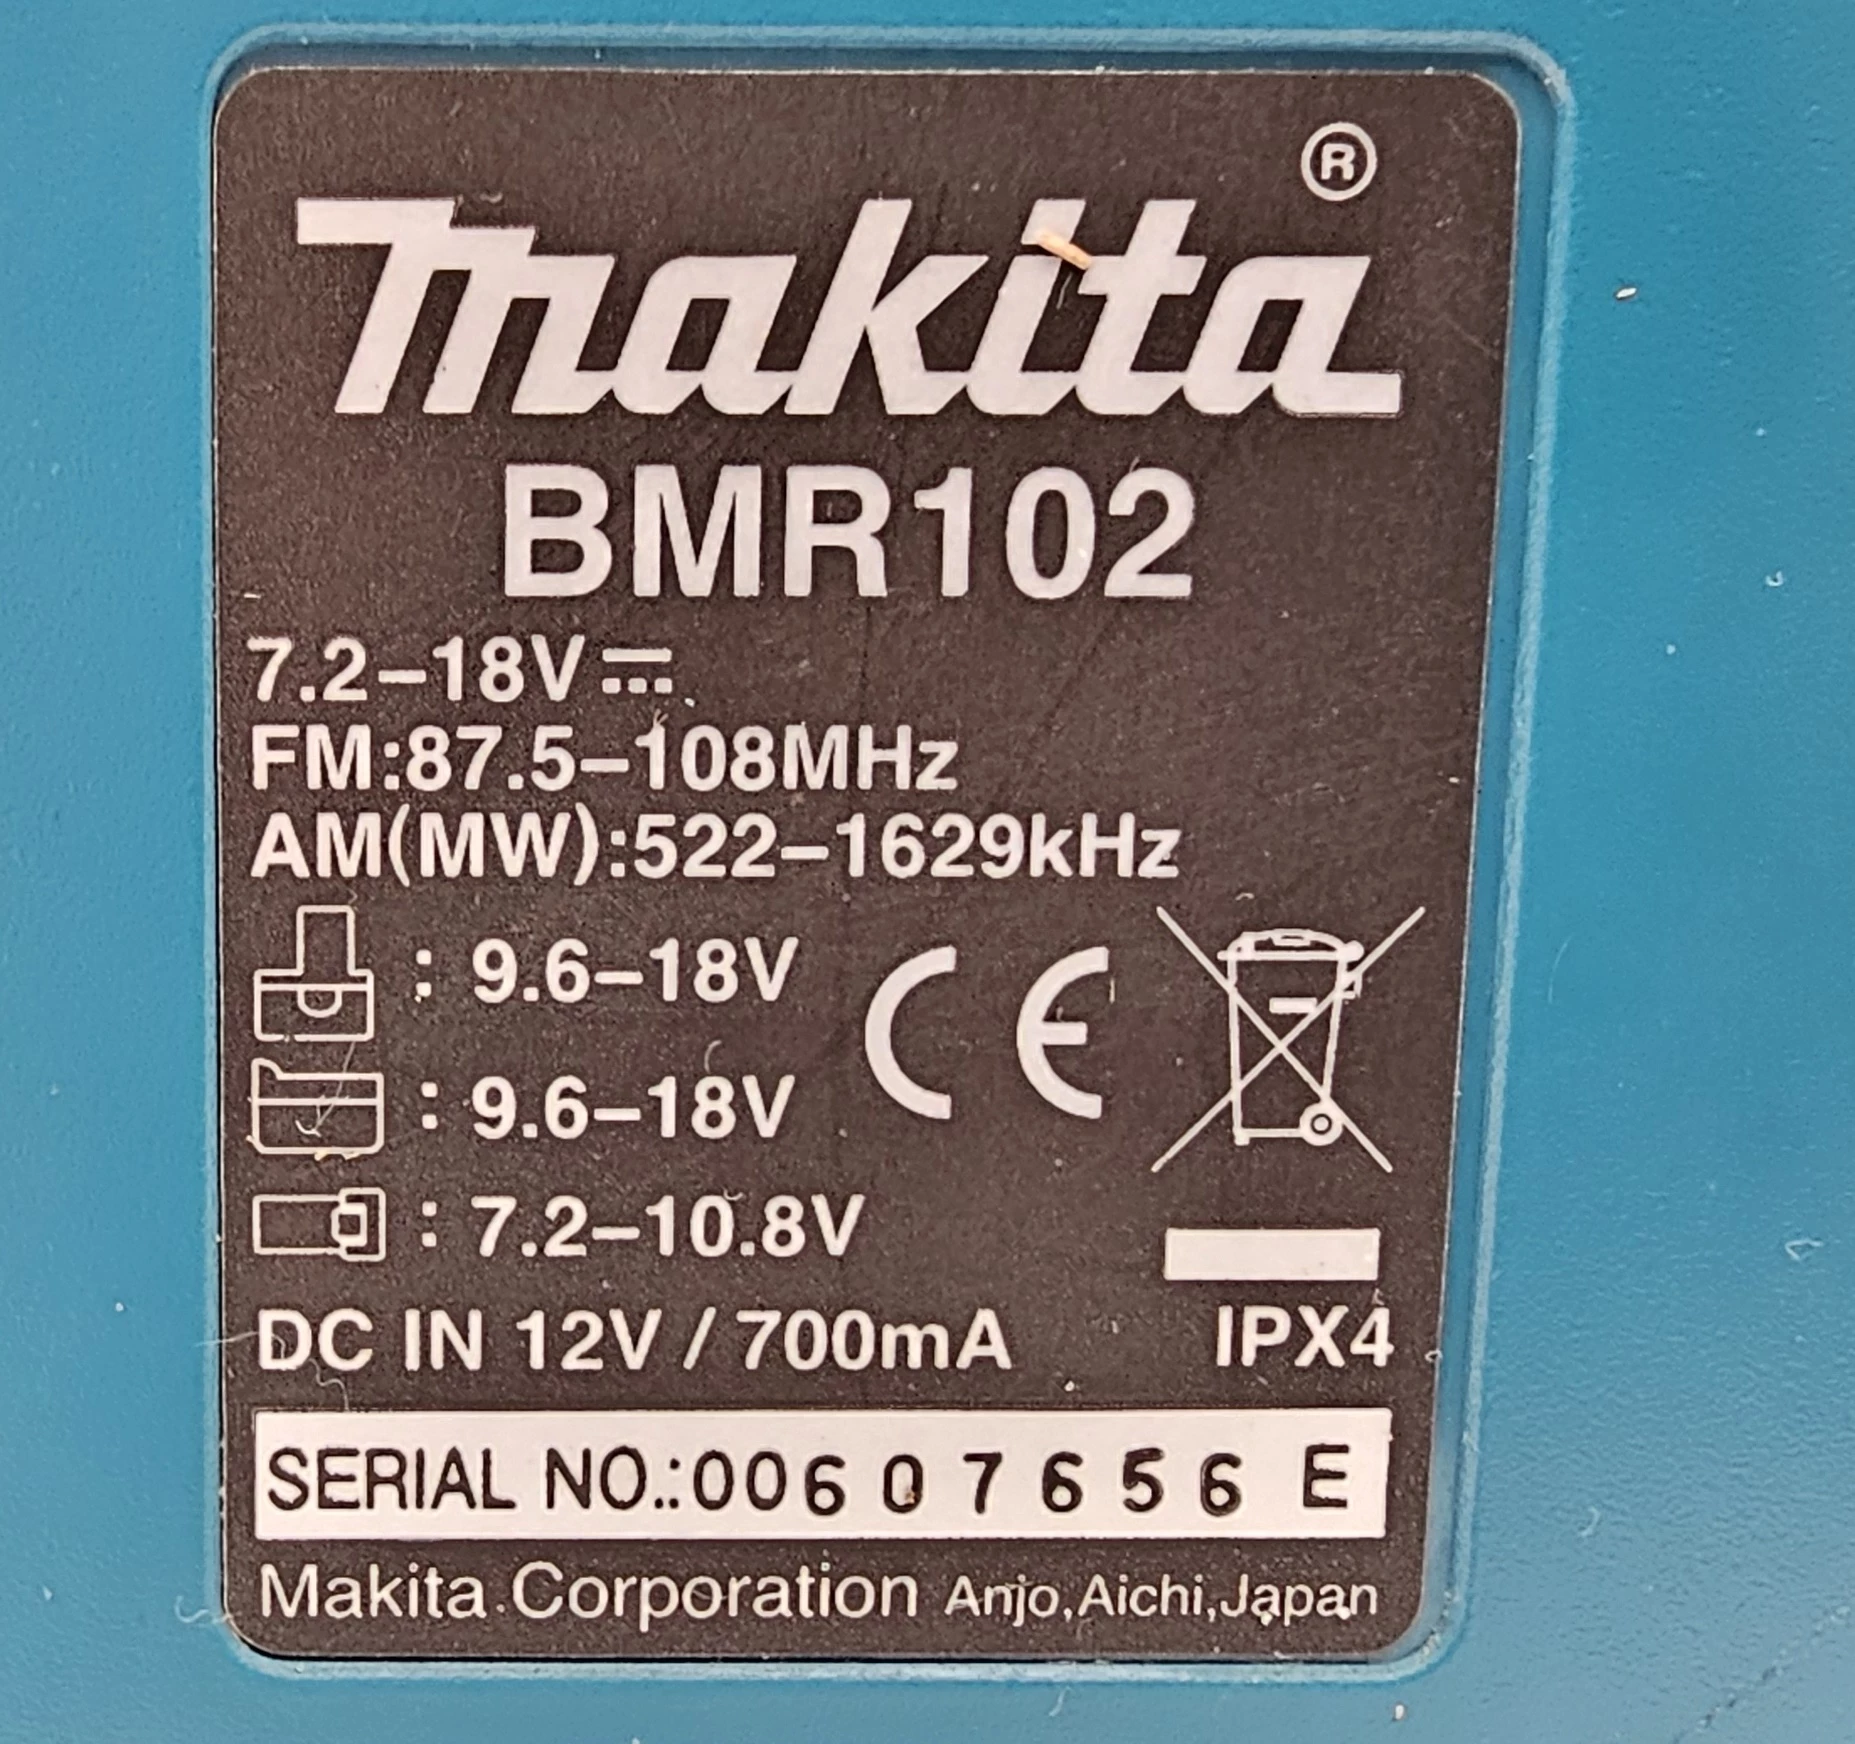 makita®
BMR102
7.2–18V⎓
FM:87.5–108MHz
AM(MW):522–1629kHz
: 9.6–18V
CE
: 9.6–18V
: 7.2–10.8V
DC IN 12V / 700mA
IPX4
SERIAL NO.:00607656 E
Makita Corporation Anjo,Aichi,Japan